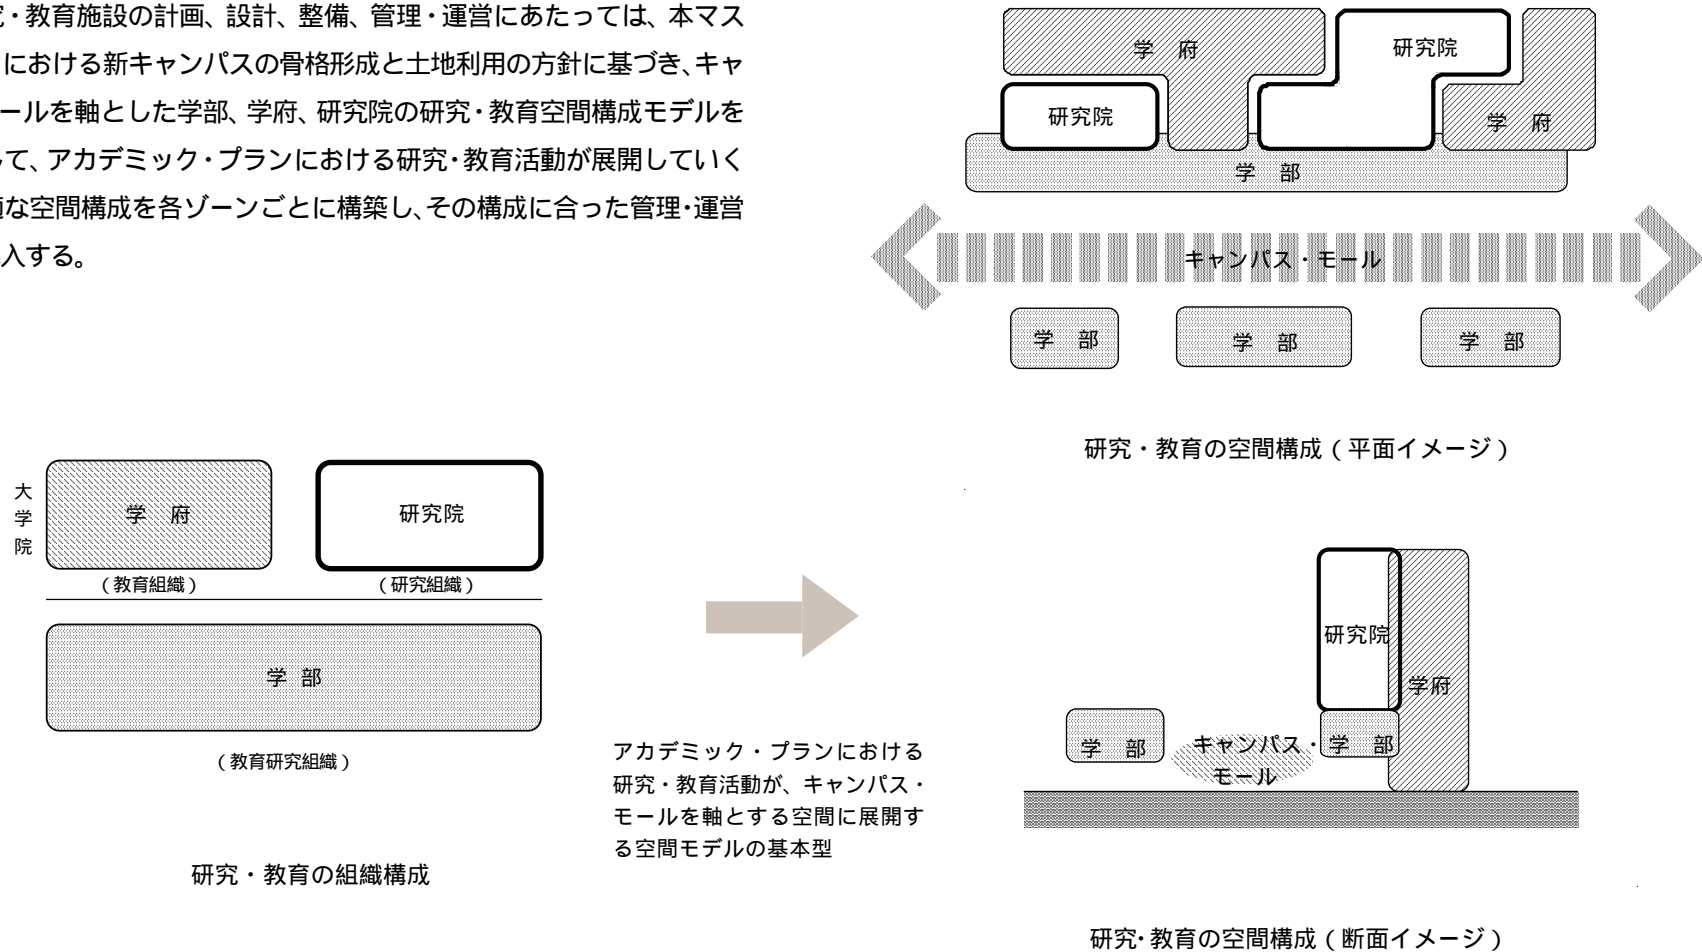 ・教育施設の計画、設計、整備、管理・運営にあたっては、本マス
における新キャンパスの骨格形成と土地利用の方針に基づき、キャ
ールを軸とした学部、学府、研究院の研究・教育空間構成モデルを
て、アカデミック・プランにおける研究・教育活動が展開していく
な空間構成を各ゾーンごとに構築し、その構成に合った管理・運営
入する。
学 府
研究院
研究院
学 府
学 部
キャンパス・モール
学 部
学 部
学 部
研究・教育の空間構成（平面イメージ）
大学院
学 府
研究院
（教育組織）
（研究組織）
学 部
（教育研究組織）
研究・教育の組織構成
アカデミック・プランにおける
研究・教育活動が、キャンパス・
モールを軸とする空間に展開す
る空間モデルの基本型
研究院
学府
学 部
キャンパス・
モール
学 部
研究・教育の空間構成（断面イメージ）